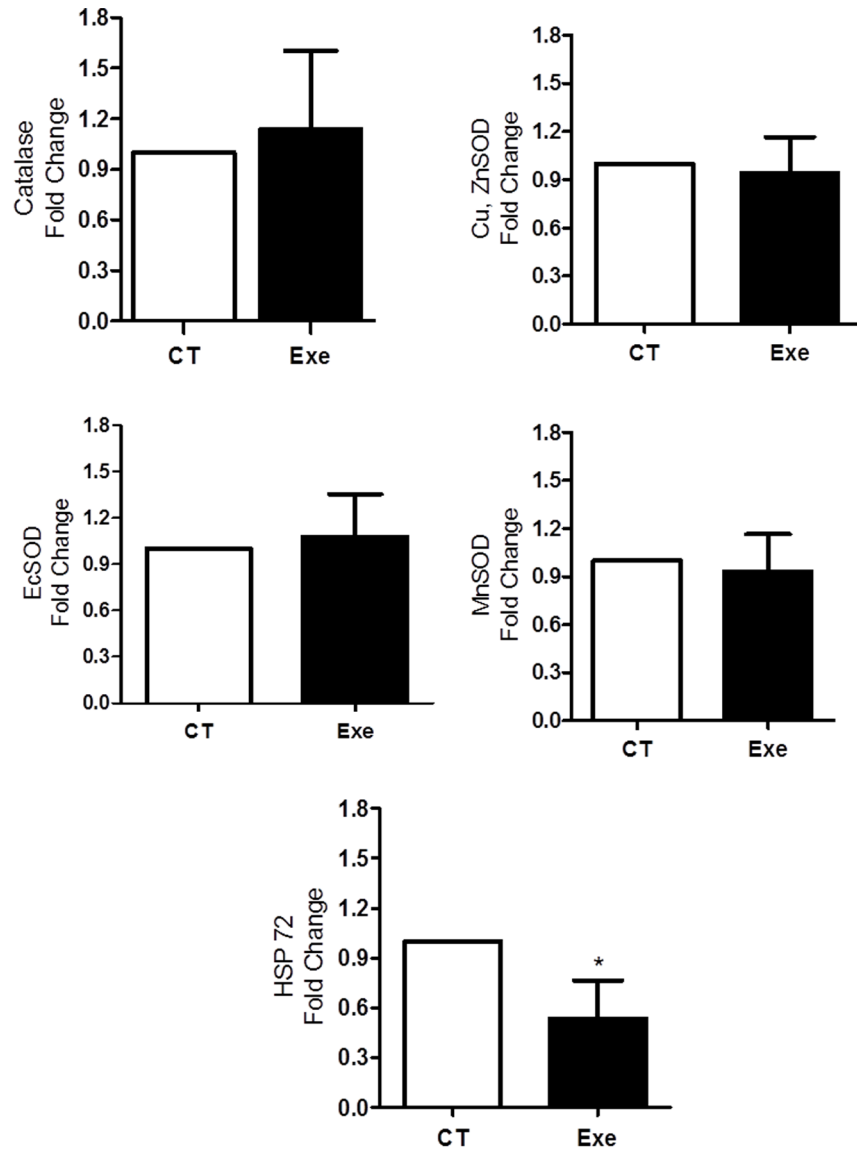 Catalase
Fold Change
1.8
1.5
1.2
0.9
0.6
0.3
0.0
CT Exe
Cu, ZnSOD
Fold Change
1.8
1.5
1.2
0.9
0.6
0.3
0.0
CT Exe
EcSOD
Fold Change
1.8
1.5
1.2
0.9
0.6
0.3
0.0
CT Exe
MnSOD
Fold Change
1.8
1.5
1.2
0.9
0.6
0.3
0.0
CT Exe
HSP 72
Fold Change
1.8
1.5
1.2
0.9
0.6
0.3
0.0
*
CT Exe